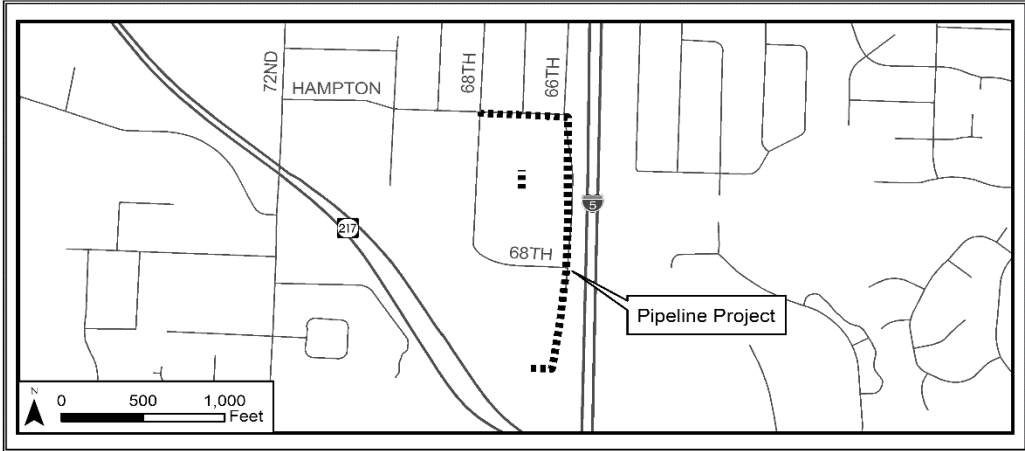 72ND
68TH
66TH
HAMPTON
5
217
68TH
Pipeline Project
N
0 500 1,000
Feet